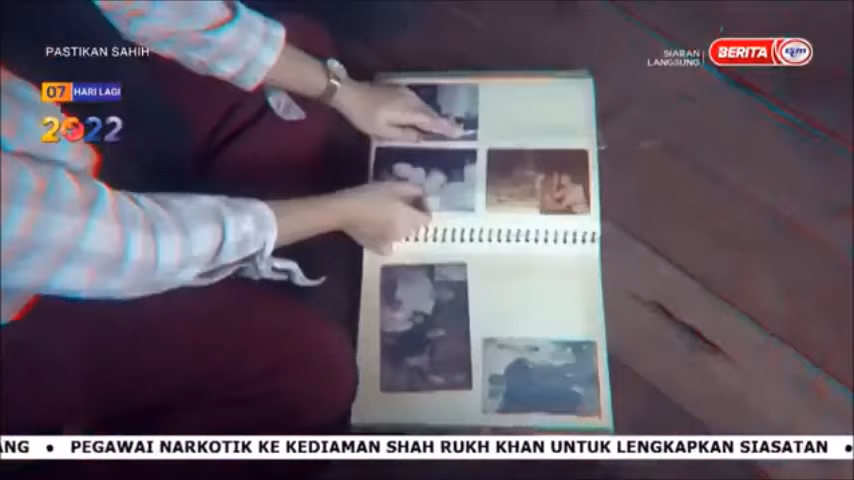 PASTIKAN SAHIH
SIARAN
LANGSUNG
BERITA
07 HARI LAGI
2022
ANG • PEGAWAI NARKOTIK KE KEDIAMAN SHAH RUKH KHAN UNTUK LENGKAPKAN SIASATAN •